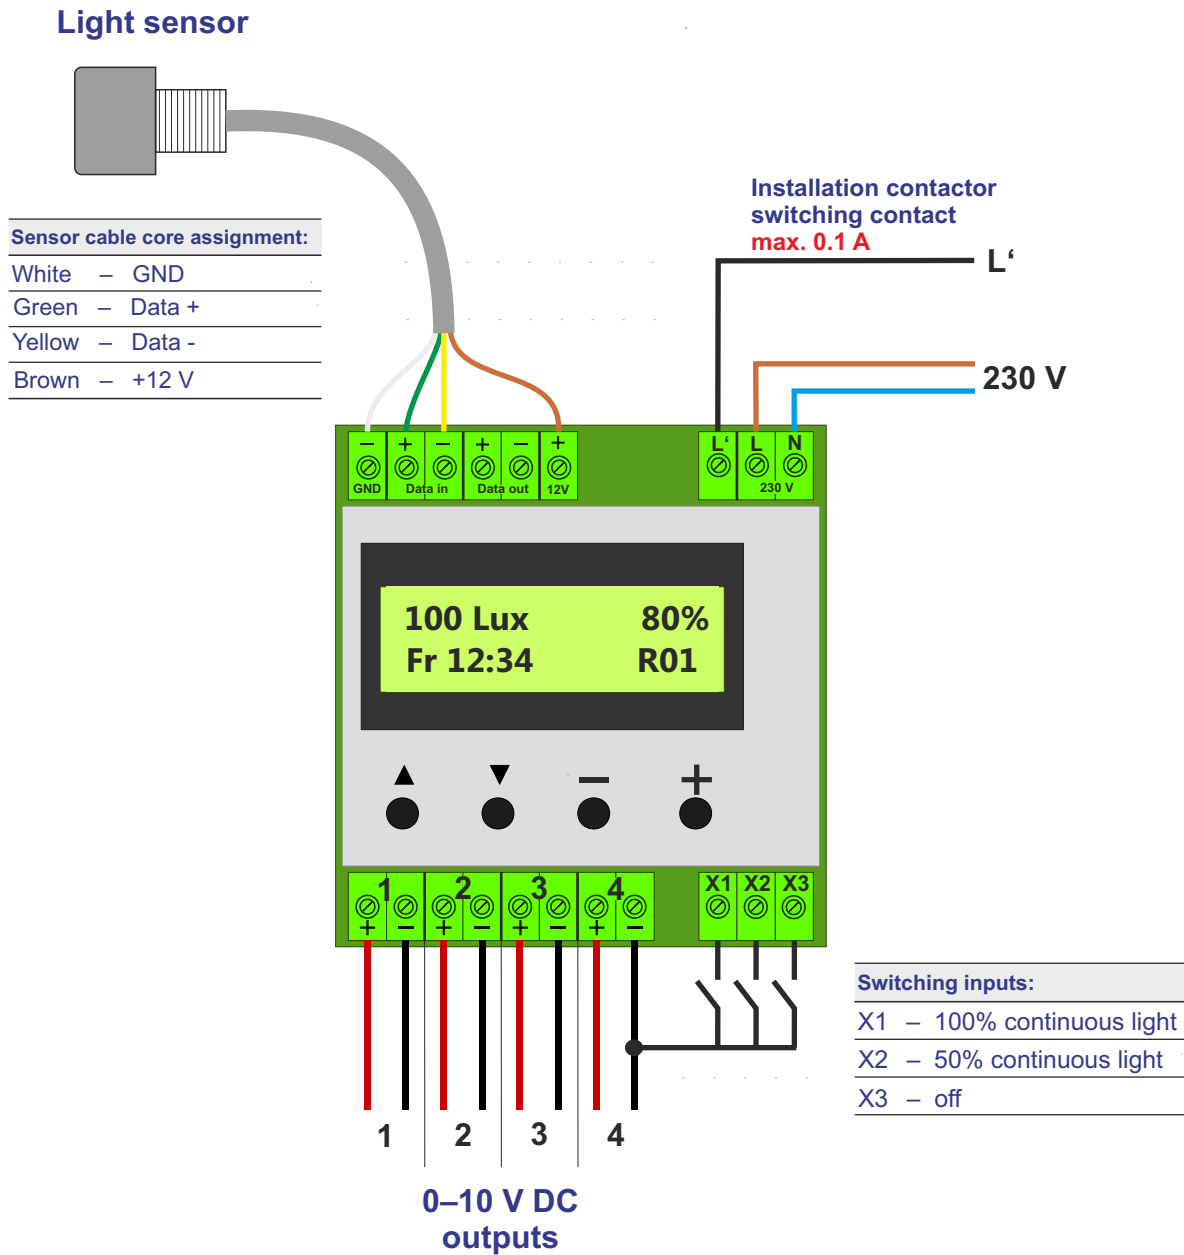 Light sensor
Installation contactor
switching contact
max. 0.1 A
L‘
Sensor cable core assignment:
White – GND
Green – Data +
Yellow – Data -
Brown – +12 V
230 V
– + – + – +
GND Data in Data out 12V
L‘ L N
230 V
100 Lux 80%
Fr 12:34 R01
▲ ▼ – +
1 2 3 4
+ – + – + – + –
X1 X2 X3
Switching inputs:
X1 – 100% continuous light
X2 – 50% continuous light
X3 – off
1 2 3 4
0–10 V DC
outputs